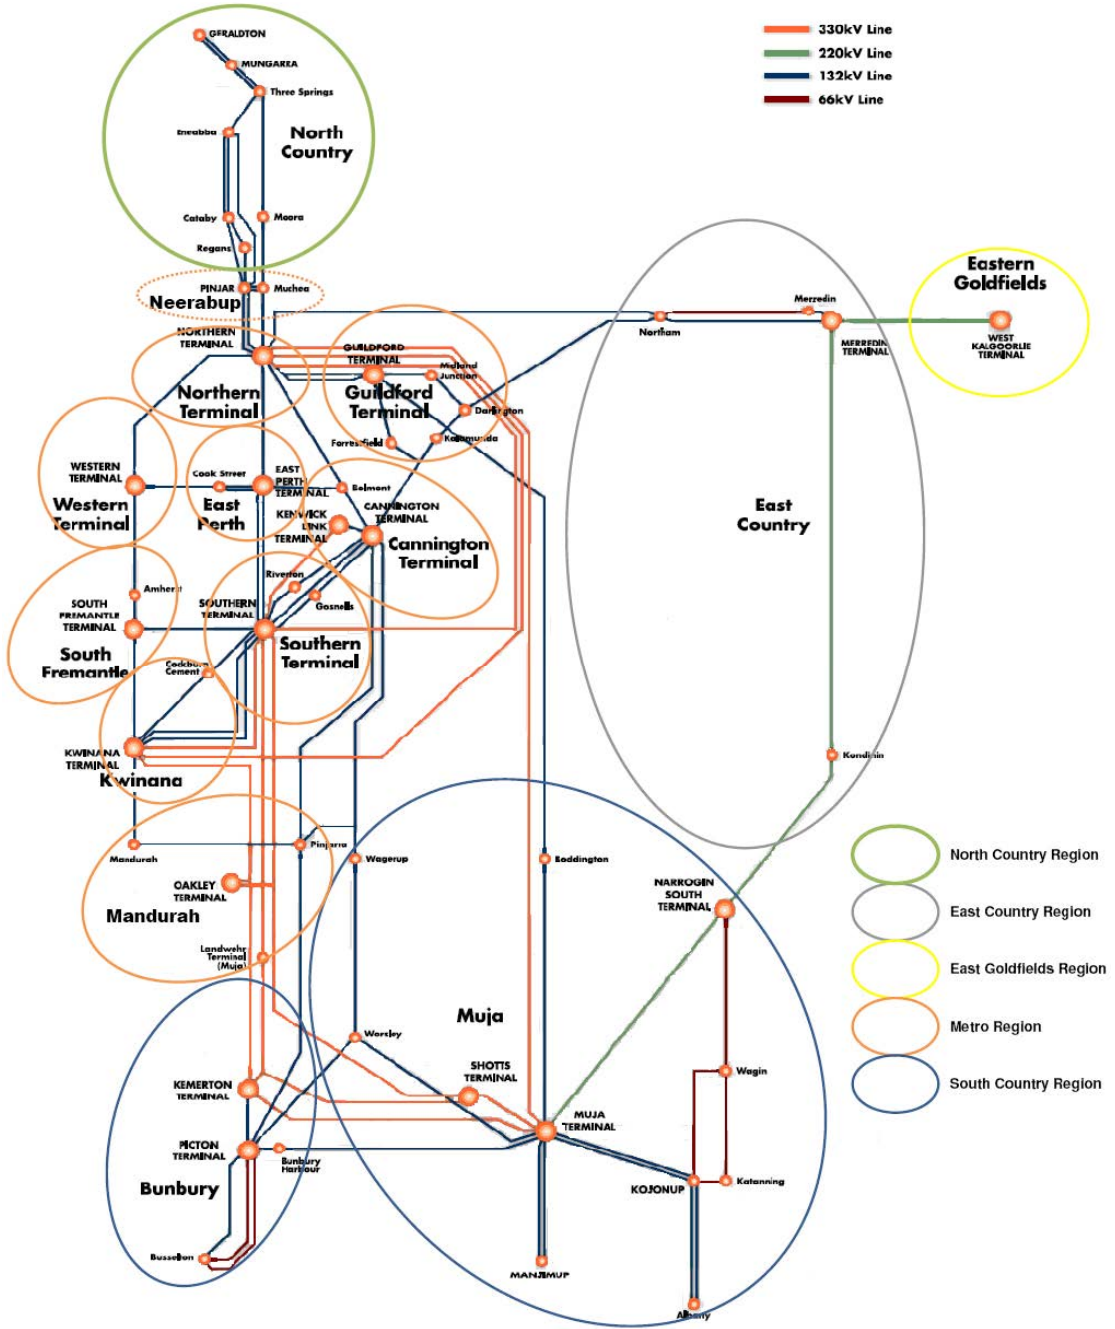 330kV Line
220kV Line
132kV Line
66kV Line
GERALDTON
MUNGARRA
Three Springs
Eneabba
North
Country
Cataby
Moora
Regans
PINJAR
Muchea
Neerabup
NORTHERN
TERMINAL
Northern
Terminal
GUILDFORD
TERMINAL
Midland
Junction
Guildford
Terminal
Darlington
Forrestfield
Kalamunda
Merredin
Northam
MERREDIN
TERMINAL
Eastern
Goldfields
WEST
KALGOORLIE
TERMINAL
WESTERN
TERMINAL
Western
Terminal
Cook Street
EAST
PERTH
TERMINAL
East
Perth
Belmont
KENWICK
LINK
TERMINAL
CANNINGTON
TERMINAL
Cannington
Terminal
East
Country
Riverton
Gosnells
Amherst
SOUTH
FREMANTLE
TERMINAL
South
Fremantle
SOUTHERN
TERMINAL
Southern
Terminal
Cockburn
Cement
KWINANA
TERMINAL
Kwinana
Kondinin
Mandurah
Pinjarra
Wagerup
Boddington
OAKLEY
TERMINAL
Mandurah
NARROGIN
SOUTH
TERMINAL
Landwehr
Terminal
(Muja)
Muja
Worsley
SHOTTS
TERMINAL
Wagin
KEMERTON
TERMINAL
MUJA
TERMINAL
PICTON
TERMINAL
Bunbury
Harbour
Bunbury
KOJONUP
Katanning
Busselton
MANJIMUP
Albany
North Country Region
East Country Region
East Goldfields Region
Metro Region
South Country Region